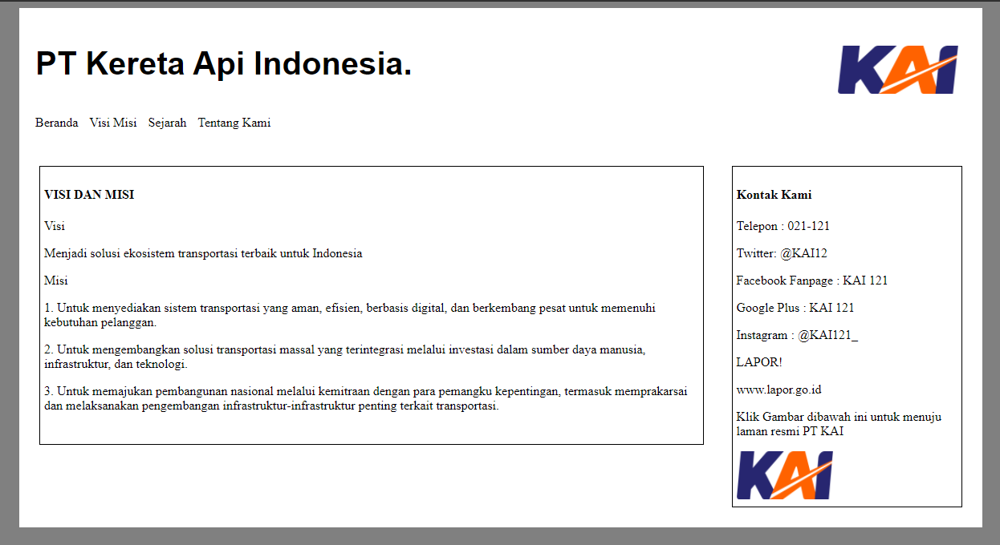 PT Kereta Api Indonesia.
KAI
Beranda Visi Misi Sejarah Tentang Kami
VISI DAN MISI
Visi
Menjadi solusi ekosistem transportasi terbaik untuk Indonesia
Misi
1. Untuk menyediakan sistem transportasi yang aman, efisien, berbasis digital, dan berkembang pesat untuk memenuhi
kebutuhan pelanggan.
2. Untuk mengembangkan solusi transportasi massal yang terintegrasi melalui investasi dalam sumber daya manusia,
infrastruktur, dan teknologi.
3. Untuk memajukan pembangunan nasional melalui kemitraan dengan para pemangku kepentingan, termasuk memprakarsai
dan melaksanakan pengembangan infrastruktur-infrastruktur penting terkait transportasi.
Kontak Kami
Telepon : 021-121
Twitter: @KAI12
Facebook Fanpage : KAI 121
Google Plus : KAI 121
Instagram : @KAI121_
LAPOR!
www.lapor.go.id
Klik Gambar dibawah ini untuk menuju
laman resmi PT KAI
KAI